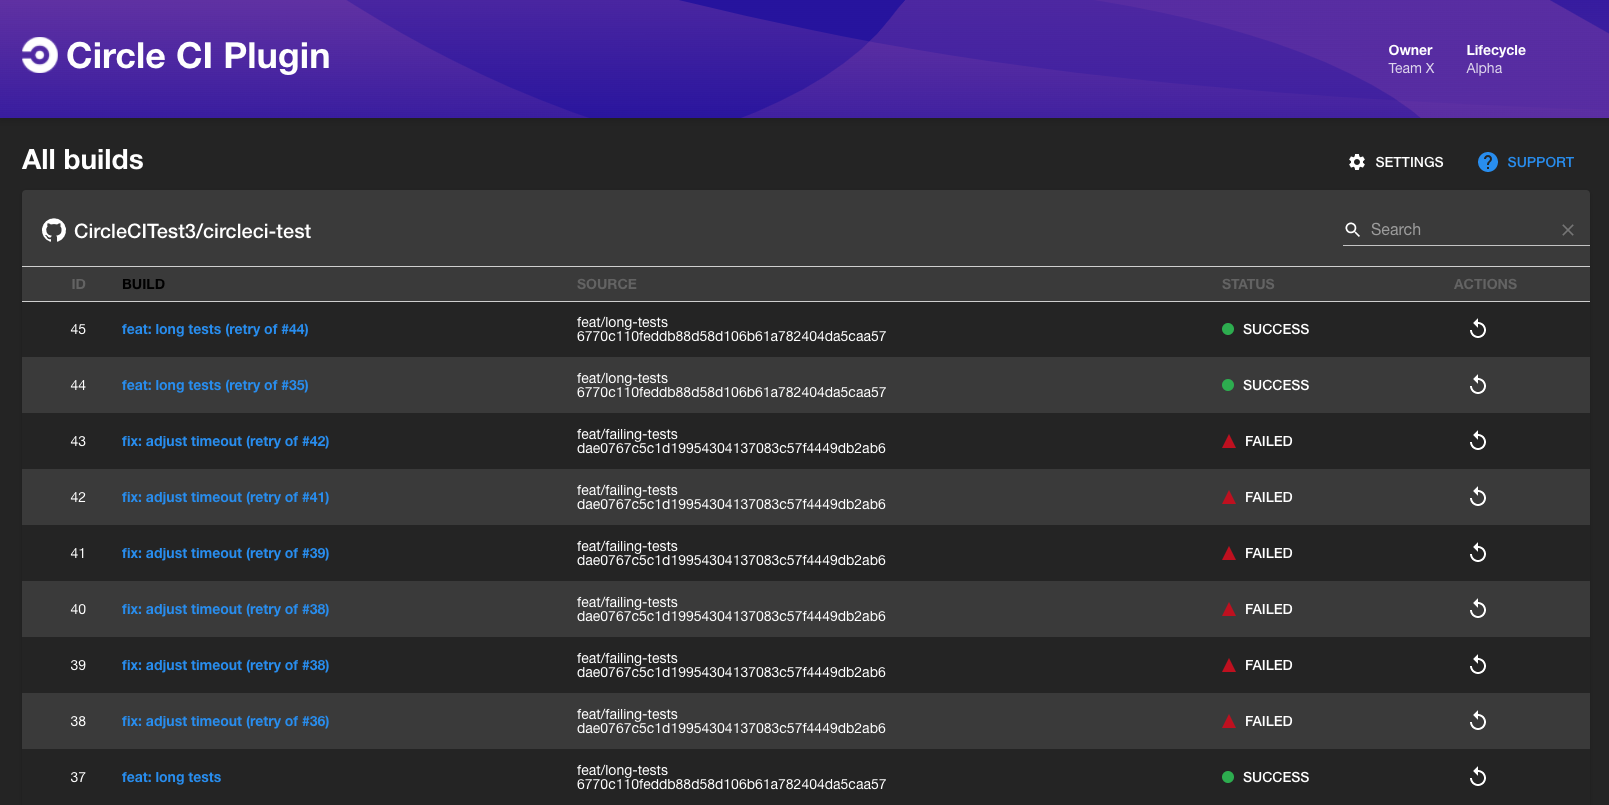 Circle CI Plugin
Owner
Team X
Lifecycle
Alpha
All builds
SETTINGS
SUPPORT
CircleCITest3/circleci-test
Search
ID BUILD SOURCE STATUS ACTIONS
45 feat: long tests (retry of #44) feat/long-tests SUCCESS
6770c110feddb88d58d106b61a782404da5caa57
44 feat: long tests (retry of #35) feat/long-tests SUCCESS
6770c110feddb88d58d106b61a782404da5caa57
43 fix: adjust timeout (retry of #42) feat/failing-tests FAILED
dae0767c5c1d19954304137083c57f4449db2ab6
42 fix: adjust timeout (retry of #41) feat/failing-tests FAILED
dae0767c5c1d19954304137083c57f4449db2ab6
41 fix: adjust timeout (retry of #39) feat/failing-tests FAILED
dae0767c5c1d19954304137083c57f4449db2ab6
40 fix: adjust timeout (retry of #38) feat/failing-tests FAILED
dae0767c5c1d19954304137083c57f4449db2ab6
39 fix: adjust timeout (retry of #38) feat/failing-tests FAILED
dae0767c5c1d19954304137083c57f4449db2ab6
38 fix: adjust timeout (retry of #36) feat/failing-tests FAILED
dae0767c5c1d19954304137083c57f4449db2ab6
37 feat: long tests feat/long-tests SUCCESS
6770c110feddb88d58d106b61a782404da5caa57